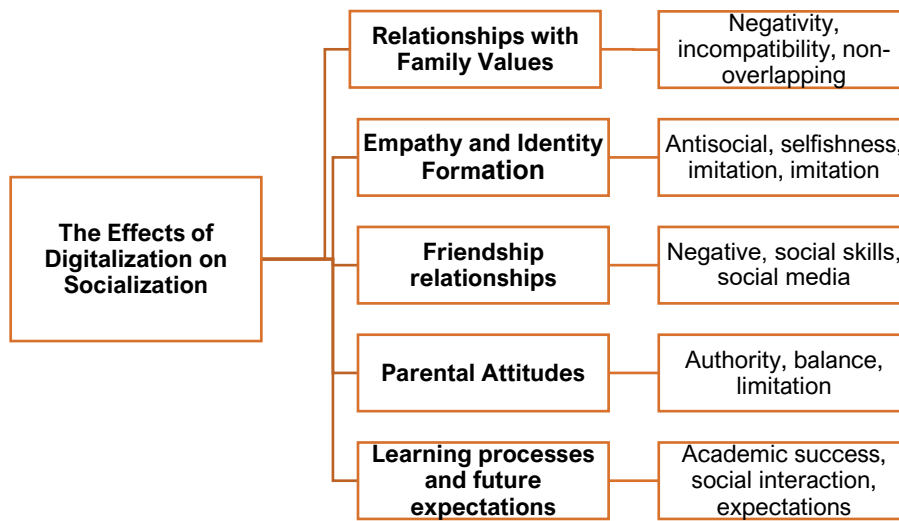 Relationships with
Family Values
Negativity,
incompatibility, non-
overlapping
Empathy and Identity
Formation
Antisocial, selfishness,
imitation, imitation
The Effects of
Digitalization on
Socialization
Friendship
relationships
Negative, social skills,
social media
Parental Attitudes
Authority, balance,
limitation
Learning processes
and future
expectations
Academic success,
social interaction,
expectations